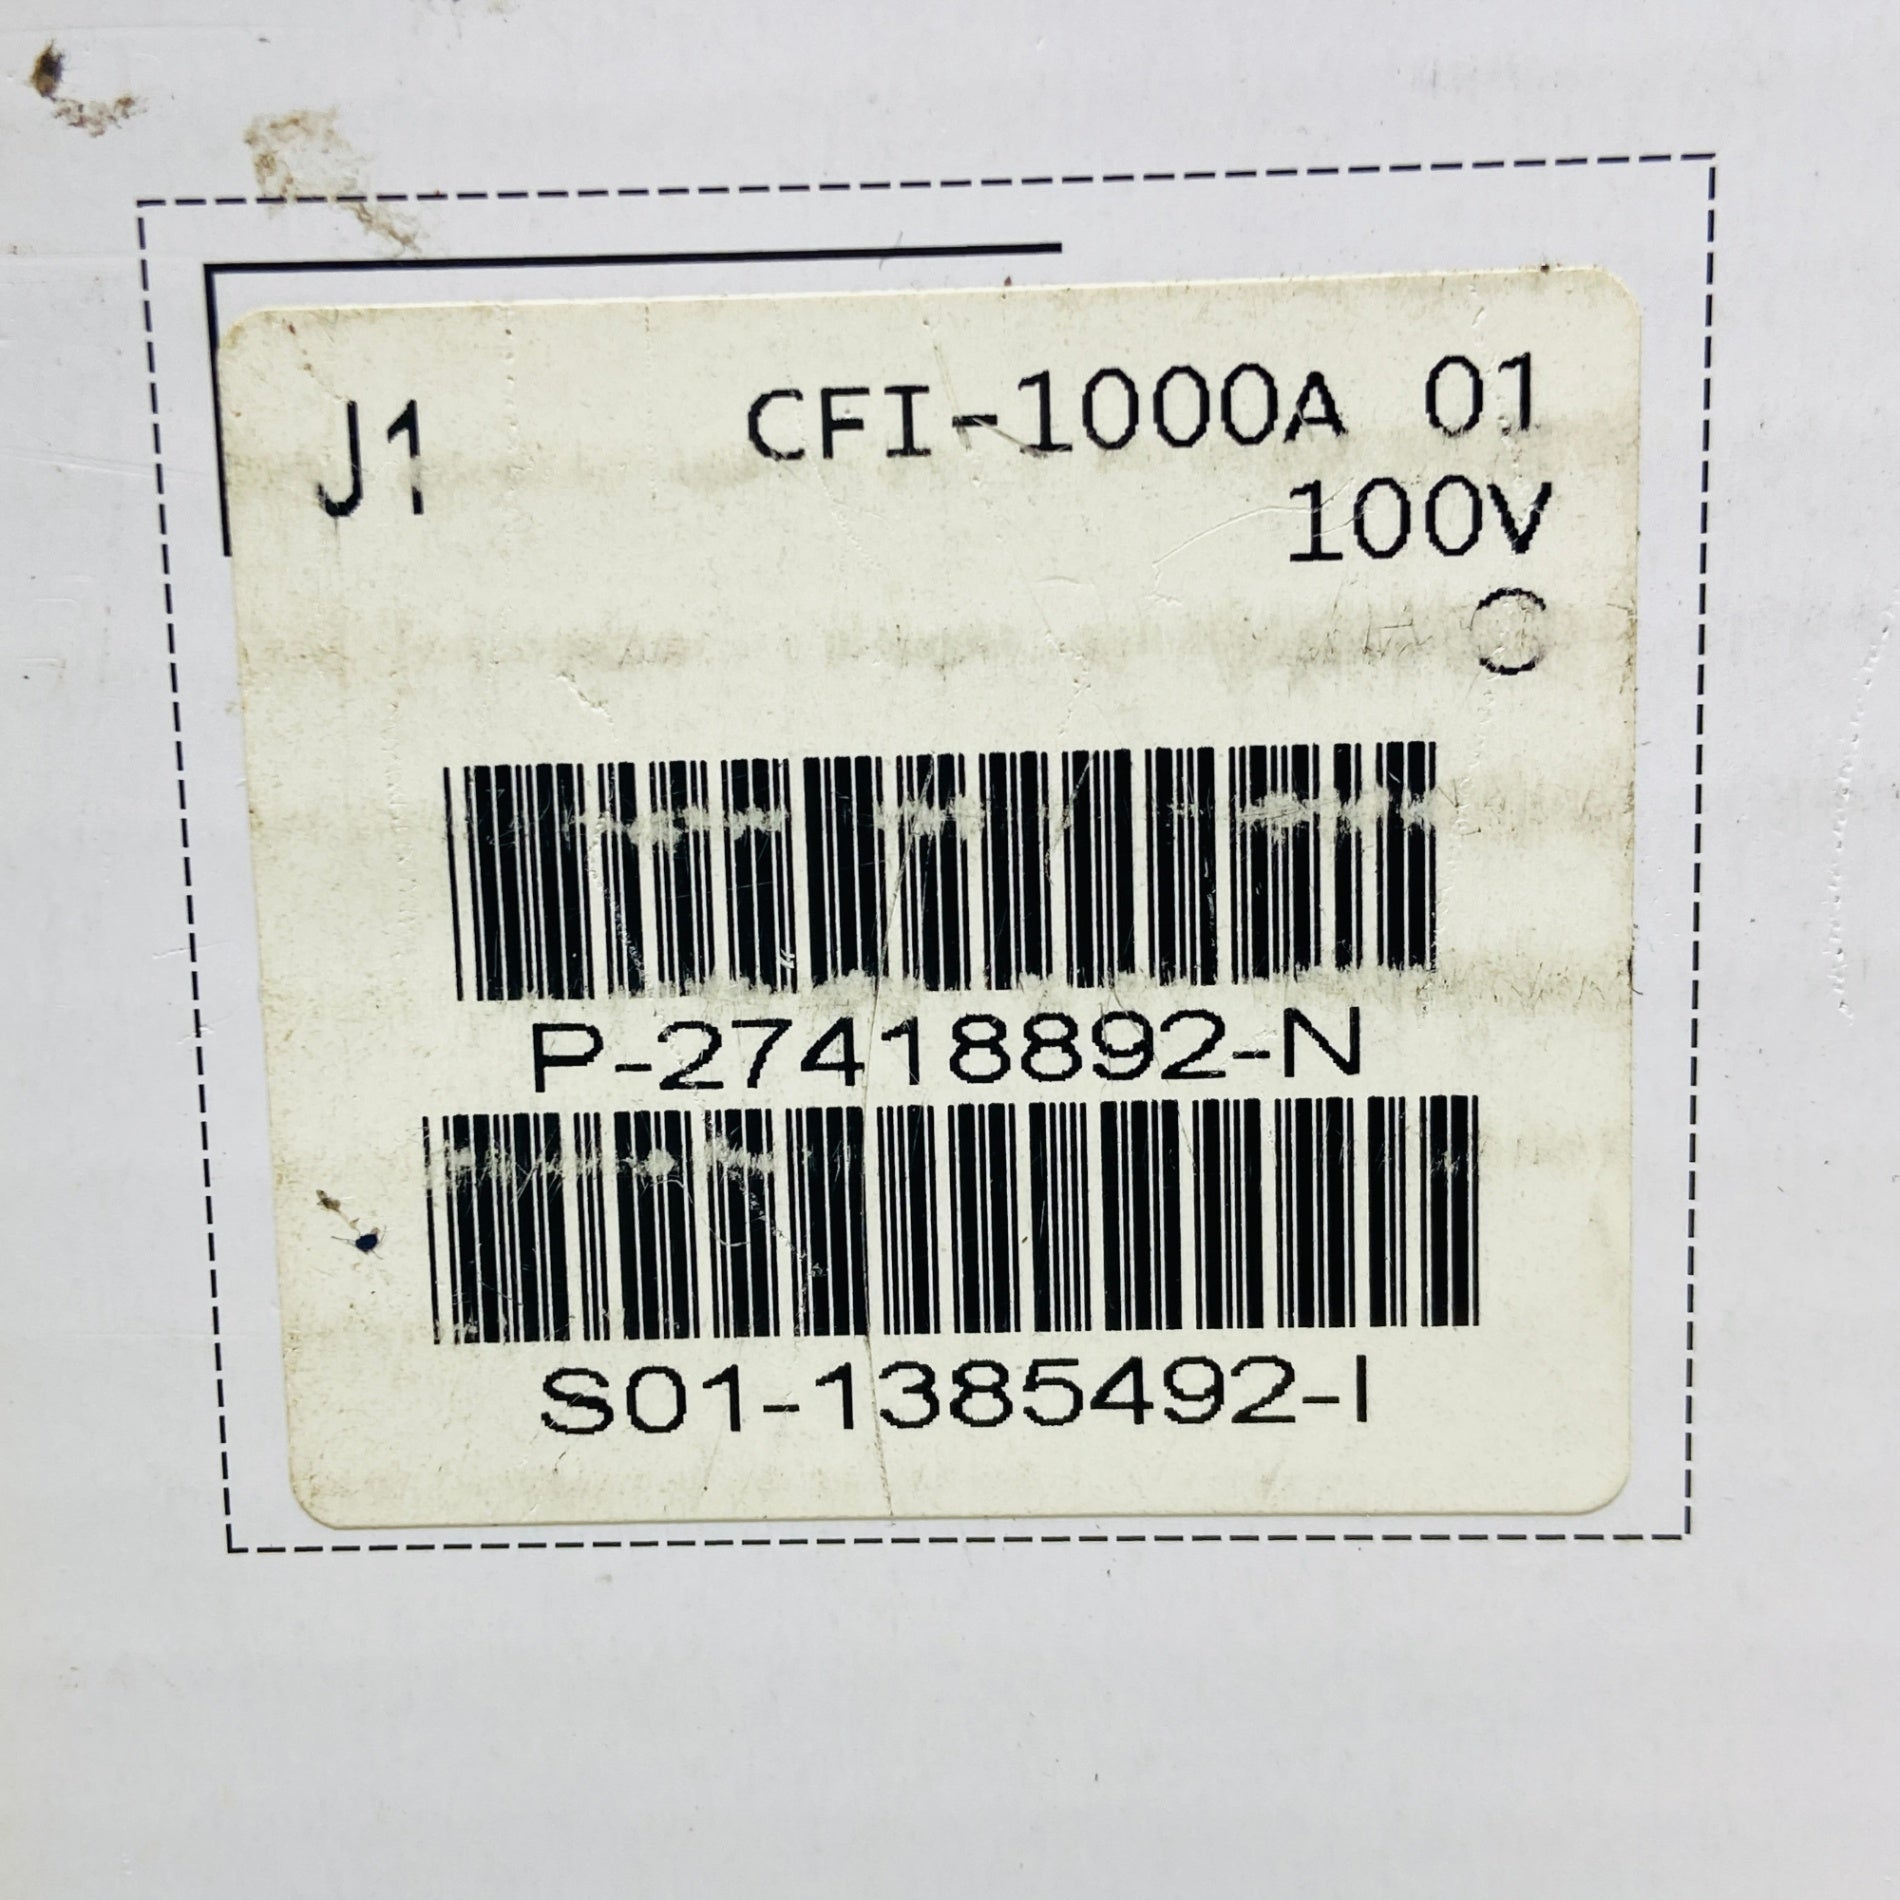 J1 CFI-1000A 01
100V
C
P-27418892-N
S01-1385492-I